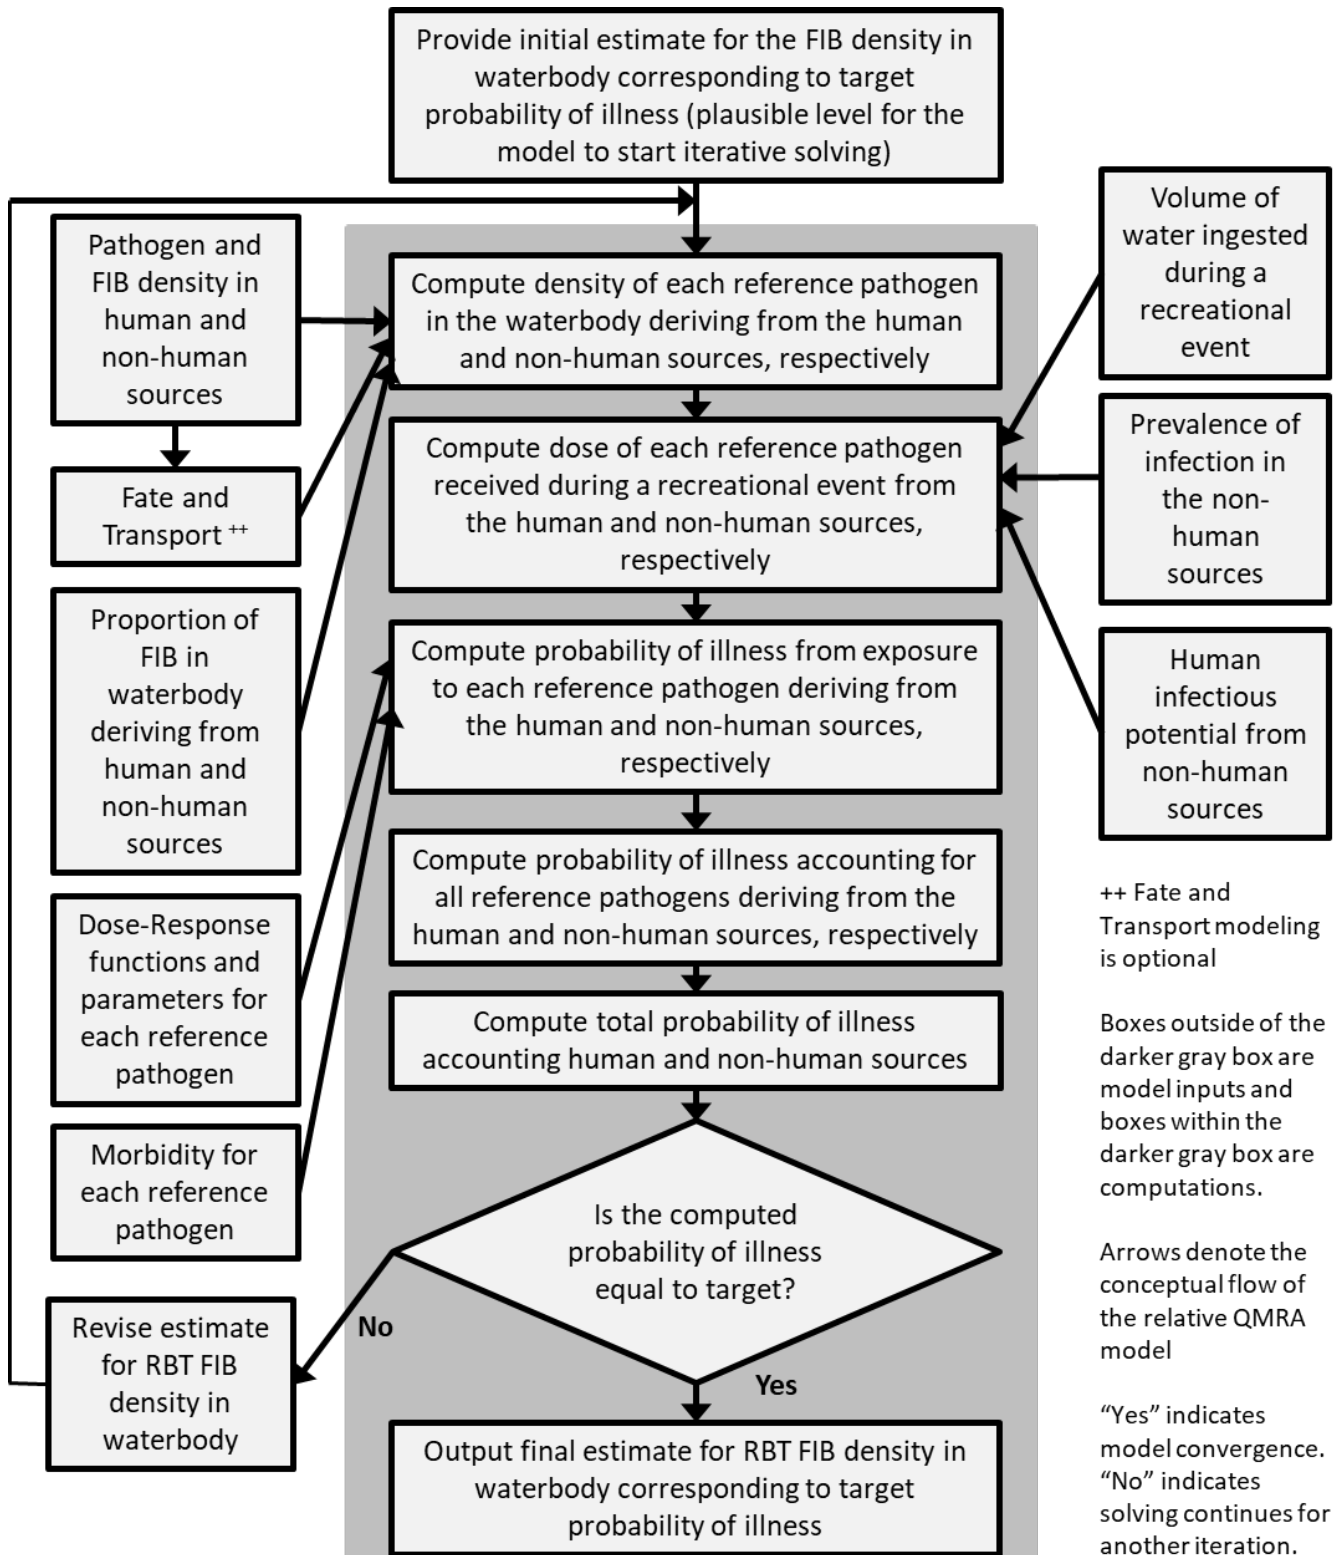 Provide initial estimate for the FIB density in
waterbody corresponding to target
probability of illness (plausible level for the
model to start iterative solving)
Pathogen and
FIB density in
human and
non-human
sources
Fate and
Transport ++
Proportion of
FIB in
waterbody
deriving from
human and
non-human
sources
Dose-Response
functions and
parameters for
each reference
pathogen
Morbidity for
each reference
pathogen
Revise estimate
for RBT FIB
density in
waterbody
Compute density of each reference pathogen
in the waterbody deriving from the human
and non-human sources, respectively
Compute dose of each reference pathogen
received during a recreational event from
the human and non-human sources,
respectively
Compute probability of illness from exposure
to each reference pathogen deriving from
the human and non-human sources,
respectively
Compute probability of illness accounting for
all reference pathogens deriving from the
human and non-human sources, respectively
Compute total probability of illness
accounting human and non-human sources
Is the computed
probability of illness
equal to target?
No
Yes
Output final estimate for RBT FIB density in
waterbody corresponding to target
probability of illness
Volume of
water ingested
during a
recreational
event
Prevalence of
infection in
the non-
human
sources
Human
infectious
potential from
non-human
sources
++ Fate and
Transport modeling
is optional
Boxes outside of the
darker gray box are
model inputs and
boxes within the
darker gray box are
computations.
Arrows denote the
conceptual flow of
the relative QMRA
model
“Yes” indicates
model convergence.
“No” indicates
solving continues for
another iteration.